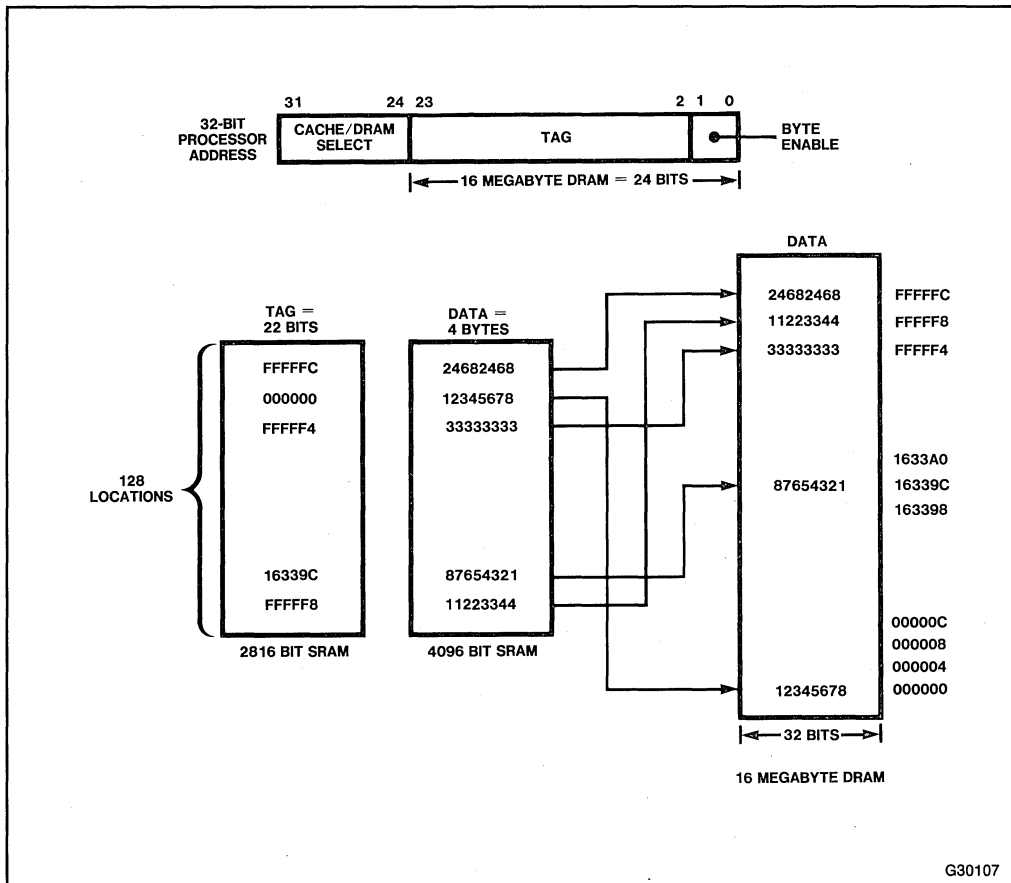 31 24 23 2 1 0
32-BIT
PROCESSOR
ADDRESS
CACHE/DRAM
SELECT
TAG
BYTE
ENABLE
16 MEGABYTE DRAM = 24 BITS
TAG =
22 BITS
FFFFFC
000000
FFFFF4
16339C
FFFFF8
128
LOCATIONS
2816 BIT SRAM
DATA =
4 BYTES
24682468
12345678
33333333
87654321
11223344
4096 BIT SRAM
DATA
24682468 FFFFFC
11223344 FFFFF8
33333333 FFFFF4
1633A0
87654321 16339C
163398
00000C
000008
000004
12345678 000000
32 BITS
16 MEGABYTE DRAM
G30107